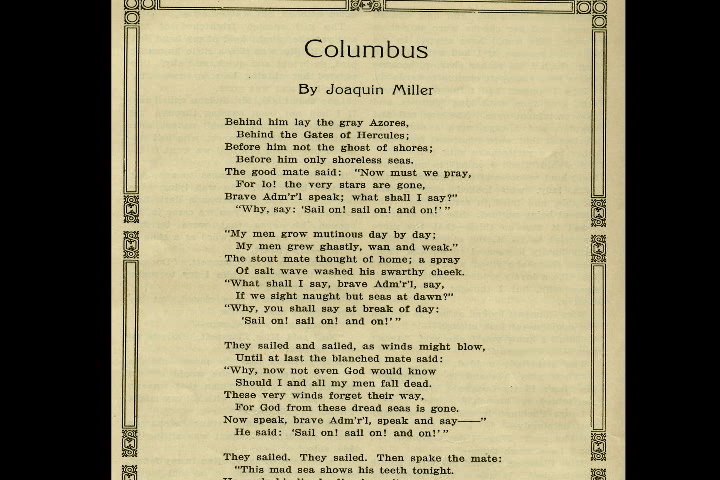 Columbus
By Joaquin Miller
Behind him lay the gray Azores,
Behind the Gates of Hercules;
Before him not the ghost of shores;
Before him only shoreless seas.
The good mate said: "Now must we pray,
For lo! the very stars are gone,
Brave Adm'r'l speak; what shall I say?"
"Why, say: 'Sail on! sail on! and on!' "
"My men grow mutinous day by day;
My men grew ghastly, wan and weak."
The stout mate thought of home; a spray
Of salt wave washed his swarthy cheek.
"What shall I say, brave Adm'r'l, say,
If we sight naught but seas at dawn?"
"Why, you shall say at break of day:
'Sail on! sail on! and on!' "
They sailed and sailed, as winds might blow,
Until at last the blanched mate said:
"Why, now not even God would know
Should I and all my men fall dead.
These very winds forget their way,
For God from these dread seas is gone.
Now speak, brave Adm'r'l, speak and say——"
He said: 'Sail on! sail on! and on!' "
They sailed. They sailed. Then spake the mate:
"This mad sea shows his teeth tonight.